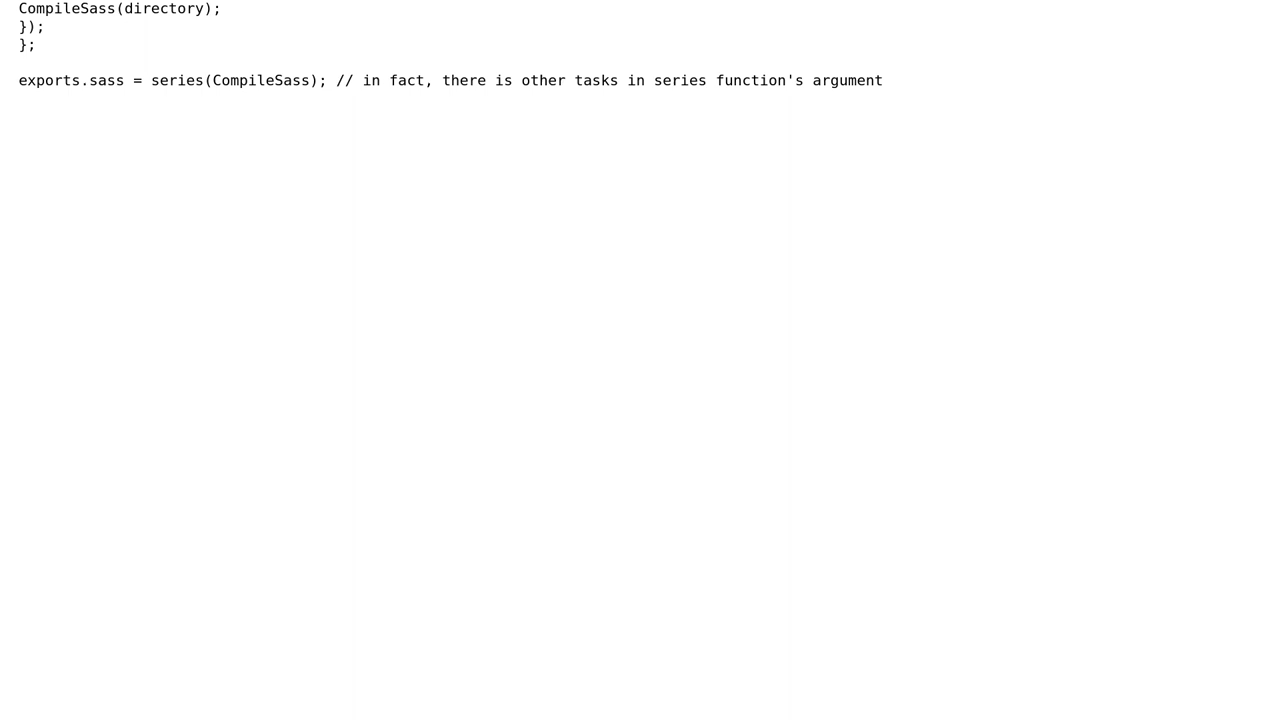 CompileSass(directory);
});
};
exports.sass = series(CompileSass); // in fact, there is other tasks in series function's argument